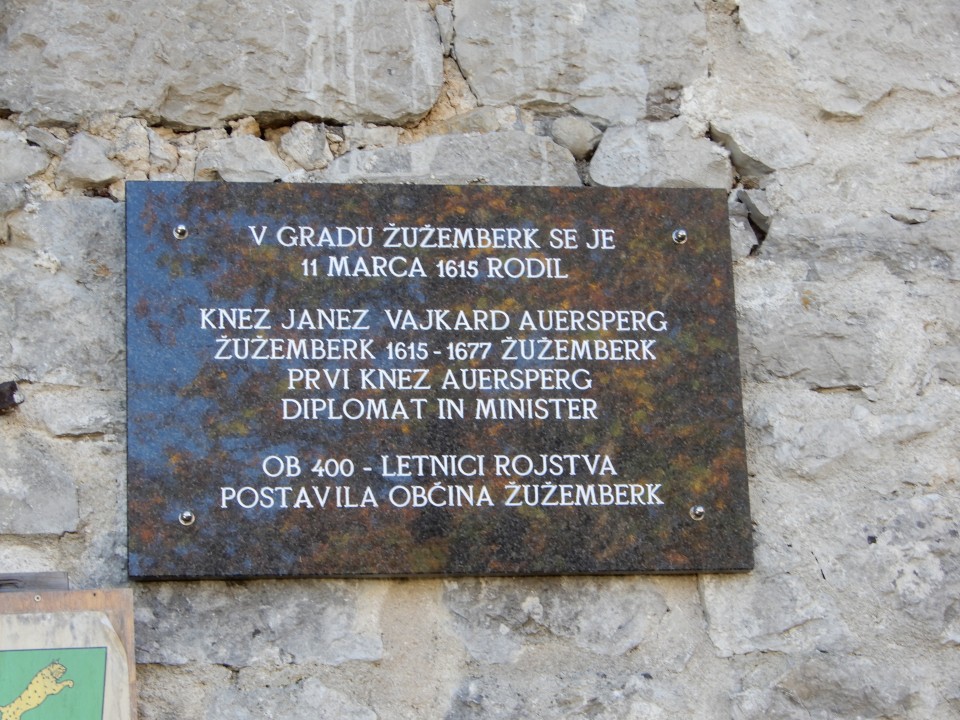 V GRADU ŽUŽEMBERK SE JE
11 MARCA 1615 RODIL
KNEZ JANEZ VAJKARD AUERSPERG
ŽUŽEMBERK 1615 - 1677 ŽUŽEMBERK
PRVI KNEZ AUERSPERG
DIPLOMAT IN MINISTER
OB 400 - LETNICI ROJSTVA
POSTAVILA OBČINA ŽUŽEMBERK